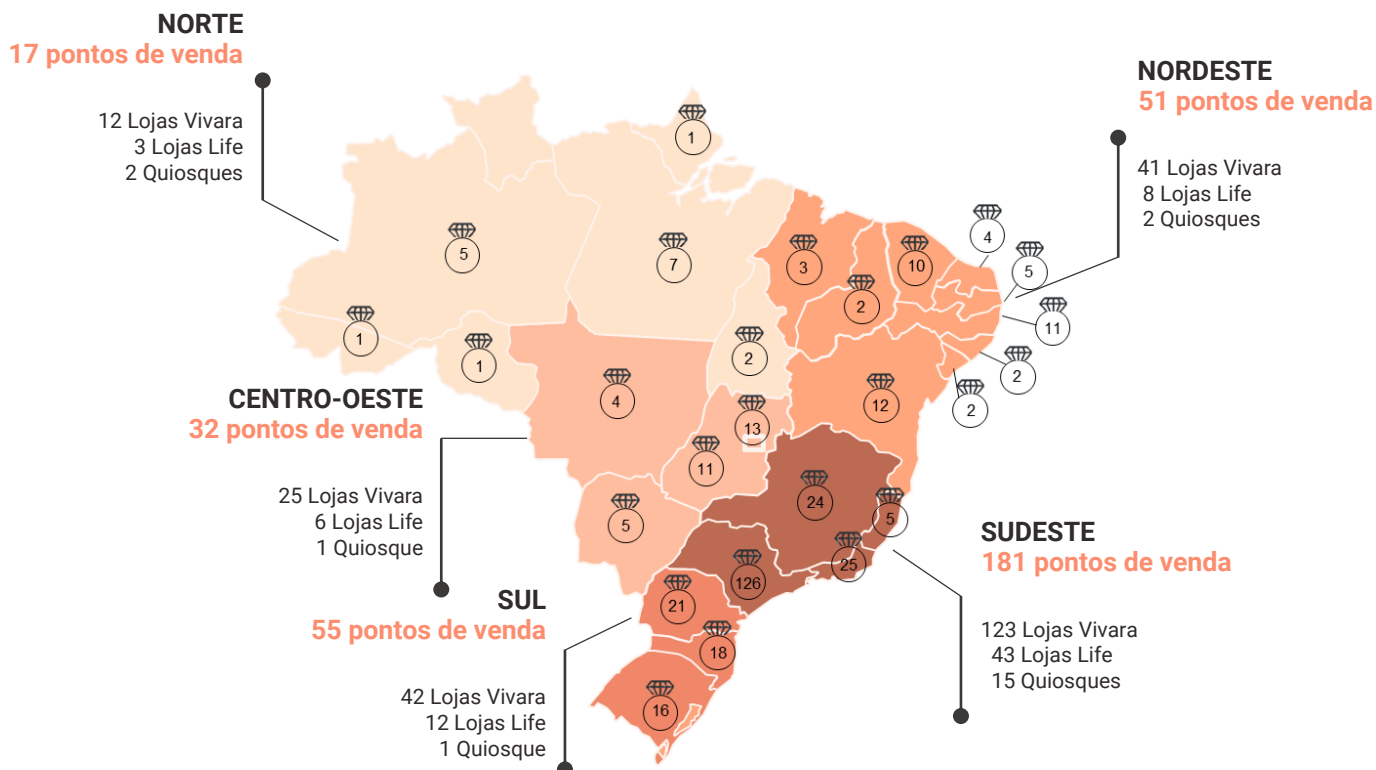 NORTE
17 pontos de venda
12 Lojas Vivara
3 Lojas Life
2 Quiosques
NORDESTE
51 pontos de venda
41 Lojas Vivara
8 Lojas Life
2 Quiosques
1
4
5
7
3
10
5
2
11
1
1
2
2
4
12
2
CENTRO-OESTE
32 pontos de venda
25 Lojas Vivara
6 Lojas Life
1 Quiosque
13
11
24
5
5
25
126
SUDESTE
181 pontos de venda
123 Lojas Vivara
43 Lojas Life
15 Quiosques
SUL
55 pontos de venda
42 Lojas Vivara
12 Lojas Life
1 Quiosque
21
18
16